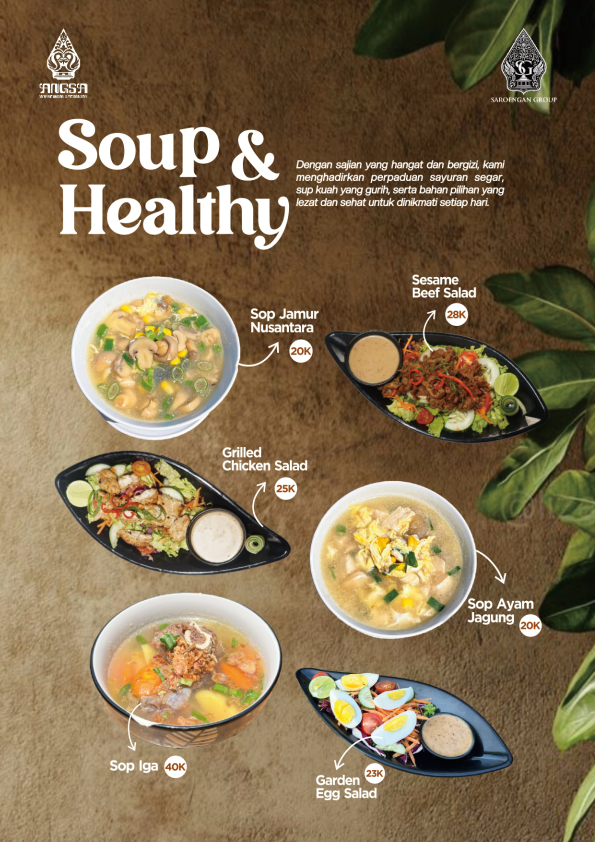 ANGSA
SAROENGAN GROUP
Soup &
Healthy
Dengan sajian yang hangat dan bergizi, kami
menghadirkan perpaduan sayuran segar,
sup kuah yang gurih, serta bahan pilihan yang
lezat dan sehat untuk dinikmati setiap hari.
Sesame
Beef Salad
28K
Sop Jamur
Nusantara
20K
Grilled
Chicken Salad
25K
Sop Ayam
Jagung
20K
Sop Iga
40K
Garden
Egg Salad
23K